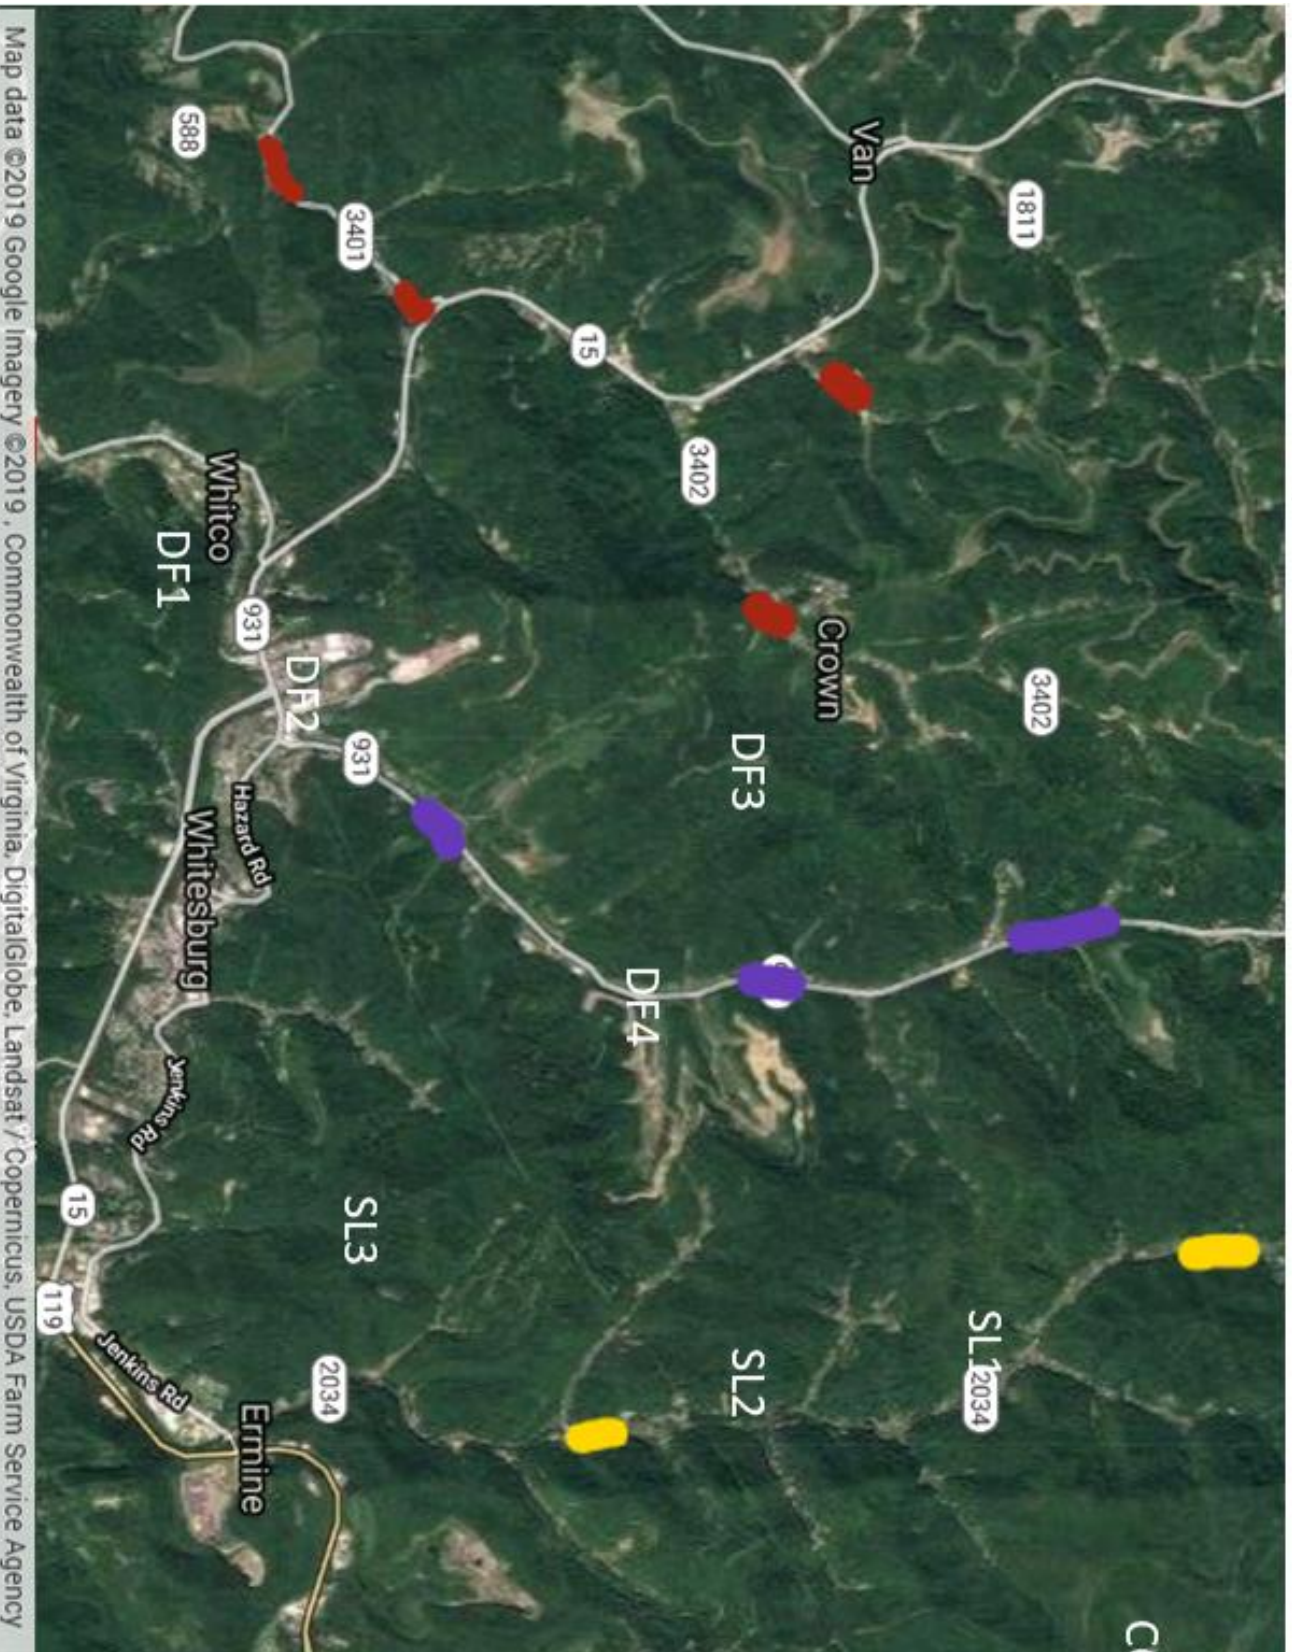 Van
1811
588
3401
15
3402
Crown
3402
Whitco
DF1
931
DF2
931
DF3
Hazard Rd
Whitesburg
DF4
Jenkins Rd
15
SL3
119
Jenkins Rd
2034
Ermine
SL2
SL1
2034
Map data ©2019 Google Imagery ©2019 , Commonwealth of Virginia, DigitalGlobe, Landsat / Copernicus, USDA Farm Service Agency